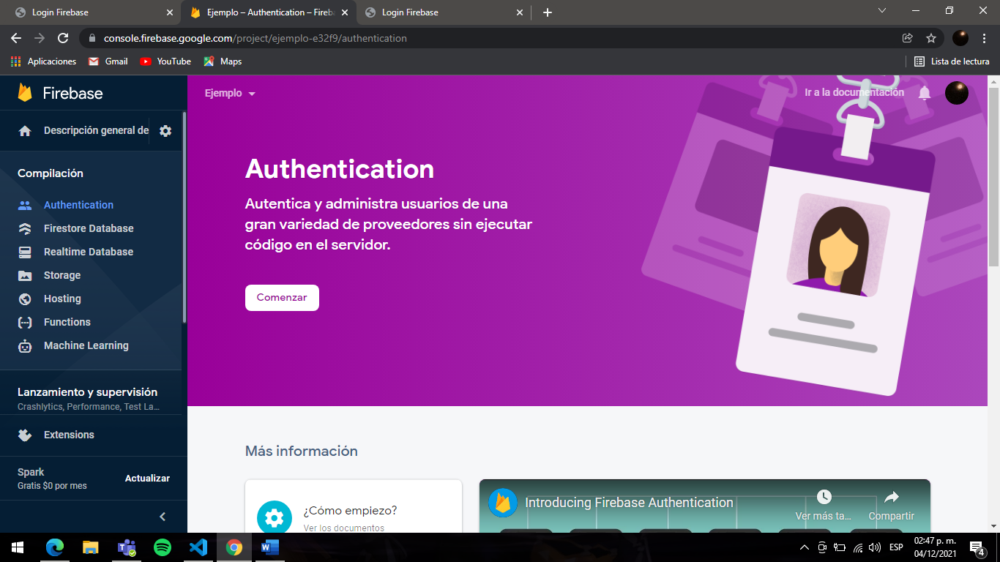 Login Firebase
Ejemplo – Authentication – Fireb
Login Firebase
console.firebase.google.com/project/ejemplo-e32f9/authentication
Aplicaciones
Gmail
YouTube
Maps
Lista de lectura
Firebase
Ejemplo
Ir a la documentación
Descripción general de
Compilación
Authentication
Firestore Database
Realtime Database
Storage
Hosting
Functions
Machine Learning
Lanzamiento y supervisión
Crashlytics, Performance, Test La...
Extensions
Spark
Gratis $0 por mes
Actualizar
Authentication
Autentica y administra usuarios de una
gran variedad de proveedores sin ejecutar
código en el servidor.
Comenzar
Más información
¿Cómo empiezo?
Ver los documentos
Introducing Firebase Authentication
Ver más ta...
Compartir
ESP
02:47 p. m.
04/12/2021
4